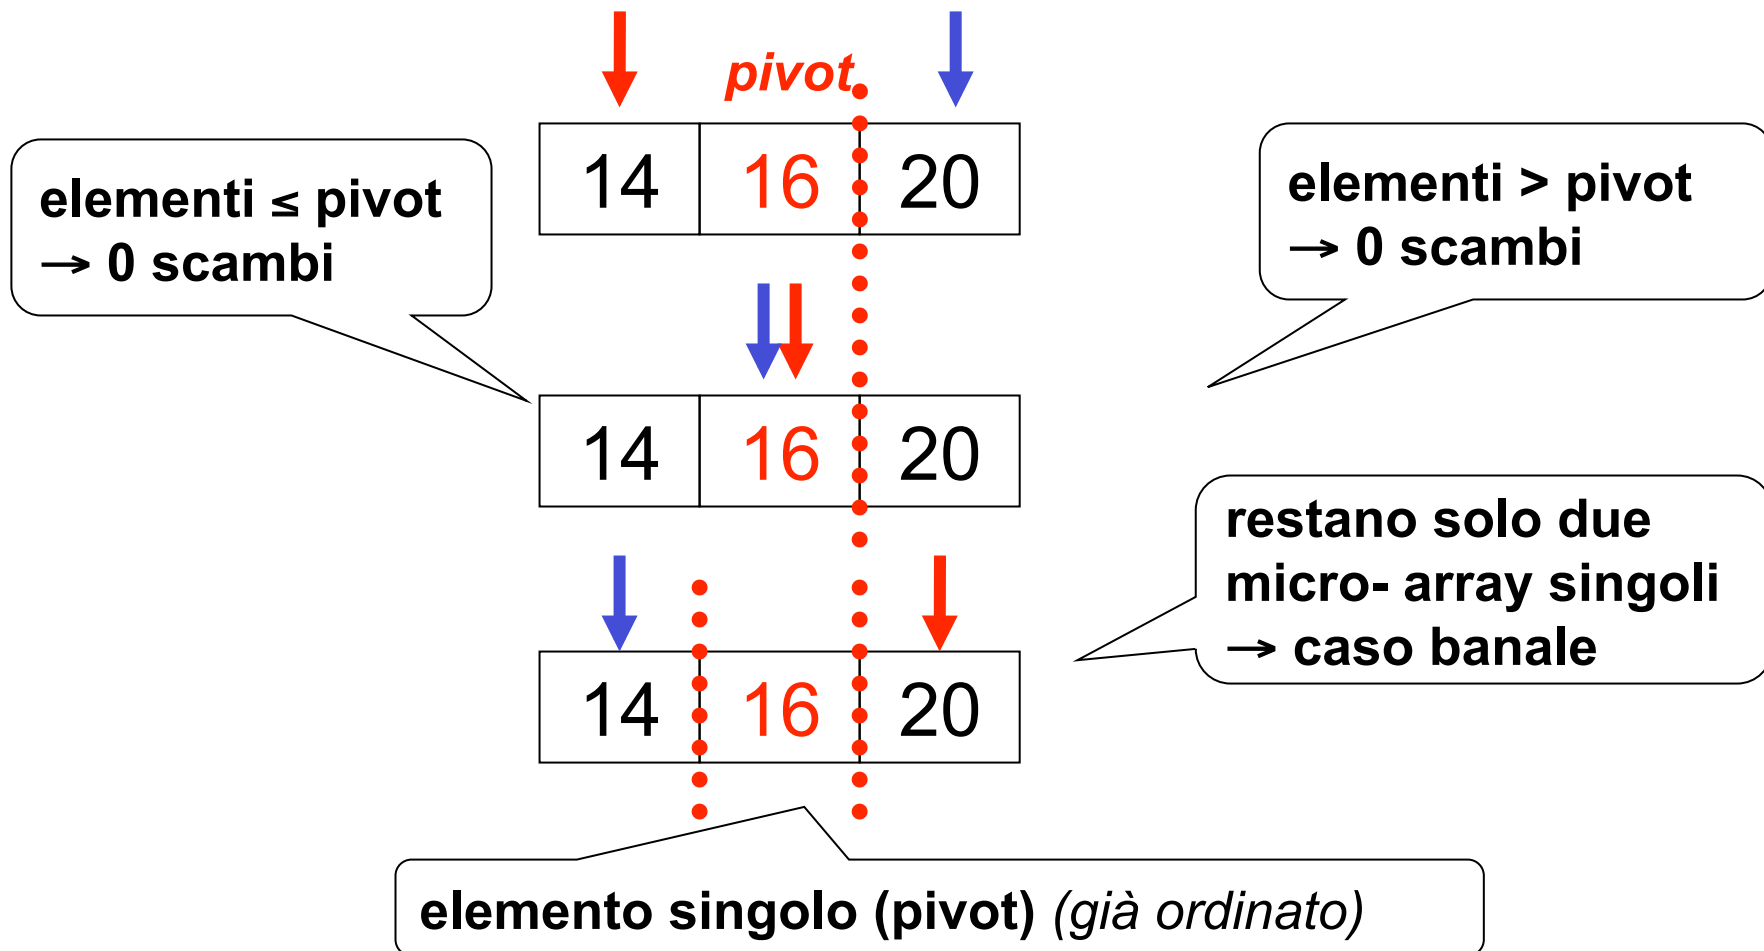 pivot
14 16 20
elementi ≤ pivot
→ 0 scambi
elementi > pivot
→ 0 scambi
14 16 20
restano solo due
micro- array singoli
→ caso banale
14 16 20
elemento singolo (pivot) (già ordinato)